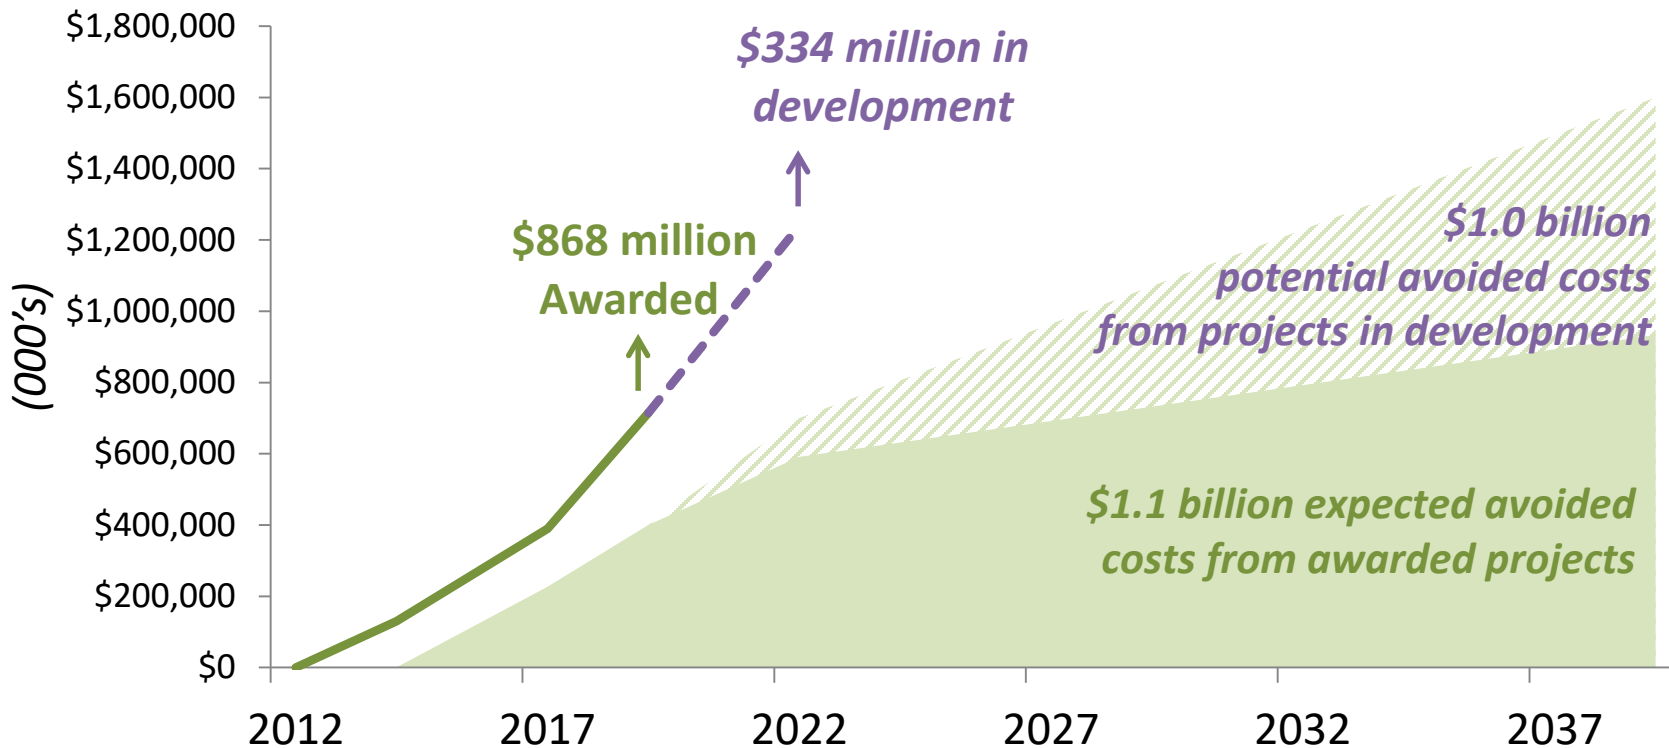 $1,800,000
$1,600,000
$1,400,000
$1,200,000
$1,000,000
$800,000
$600,000
$400,000
$200,000
$0
(000's)
$334 million in
development
$868 million
Awarded
$1.0 billion
potential avoided costs
from projects in development
$1.1 billion expected avoided
costs from awarded projects
2012
2017
2022
2027
2032
2037